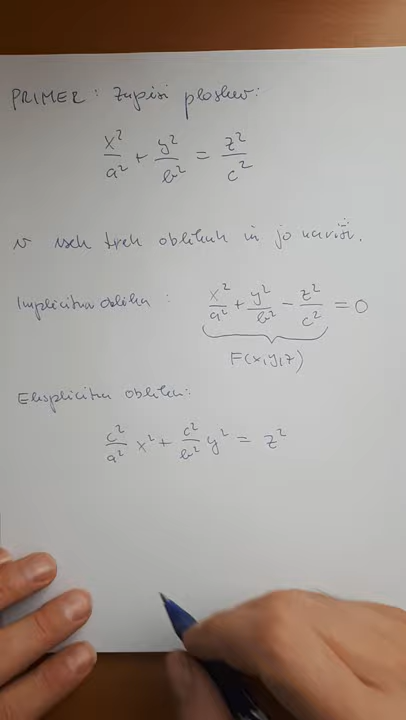 PRIMER: Zapiši ploskev:
x²/a² + y²/b² = z²/c²
v vseh treh oblikah in jo nariši.
Implicitna oblika: x²/a² + y²/b² - z²/c² = 0
F(x,y,z)
Eksplicitna oblika:
c²/a² x² + c²/b² y² = z²